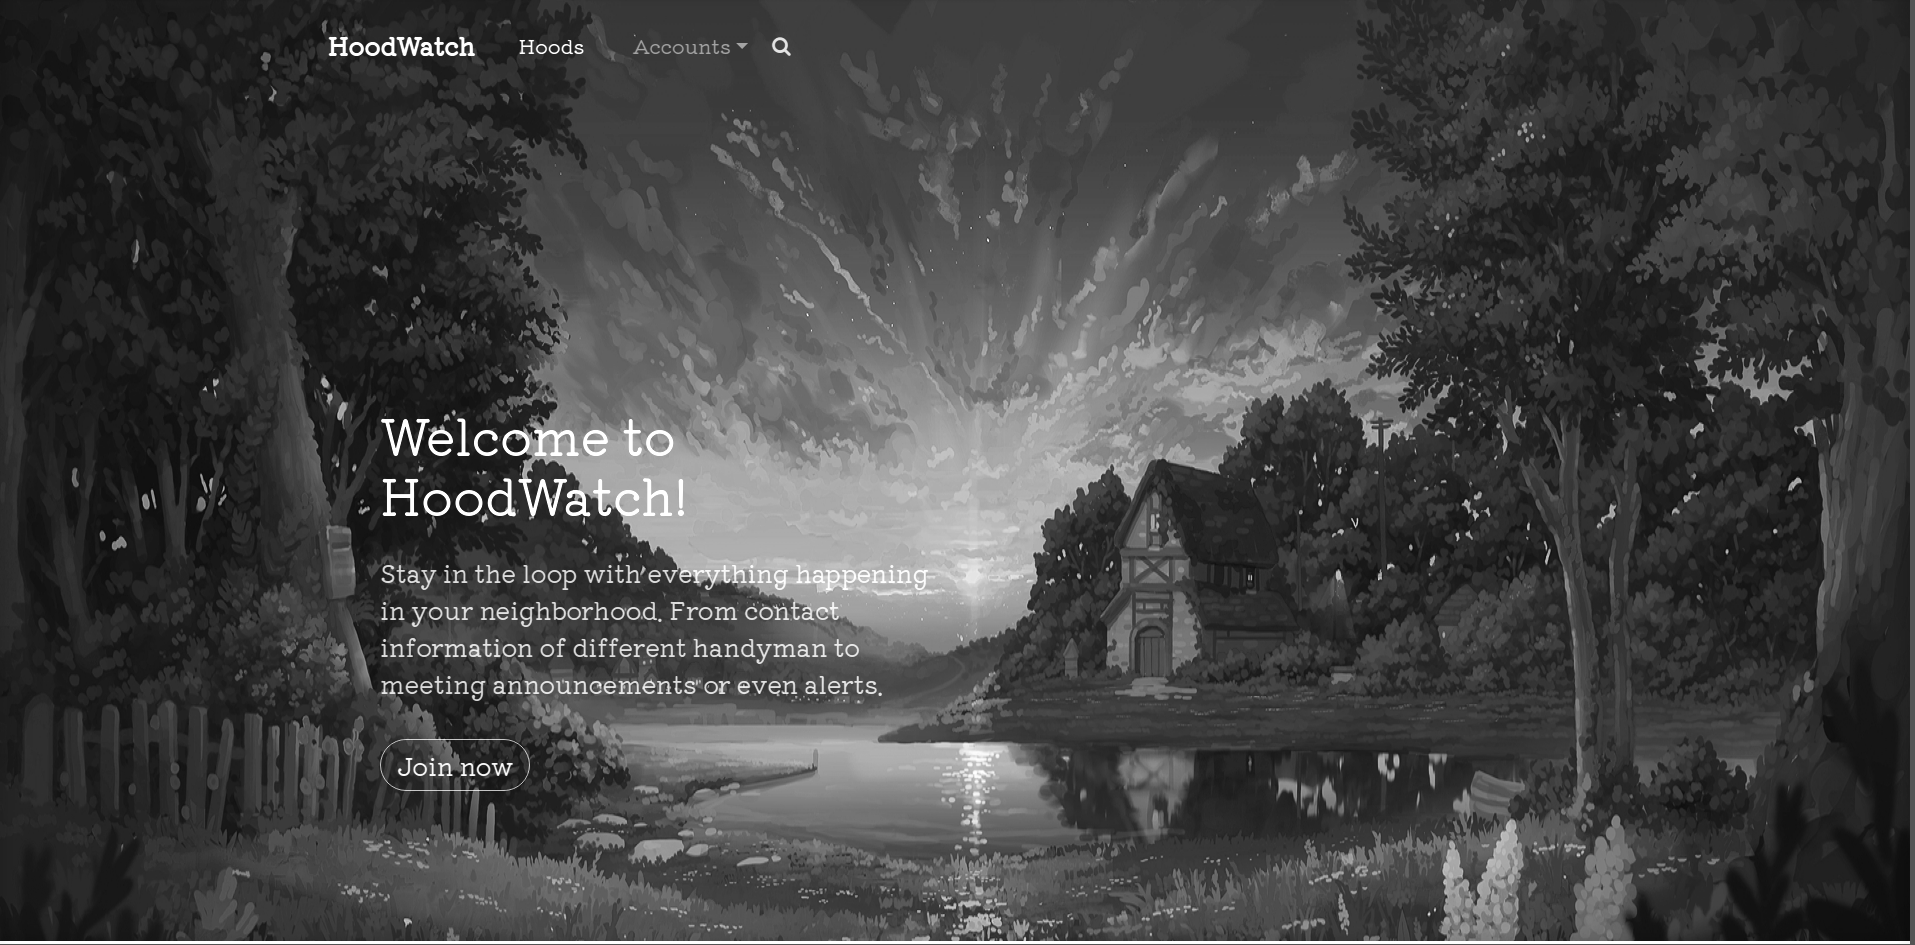 HoodWatch Hoods Accounts
Welcome to
HoodWatch!
Stay in the loop with everything happening
in your neighborhood. From contact
information of different handyman to
meeting announcements or even alerts.
Join now